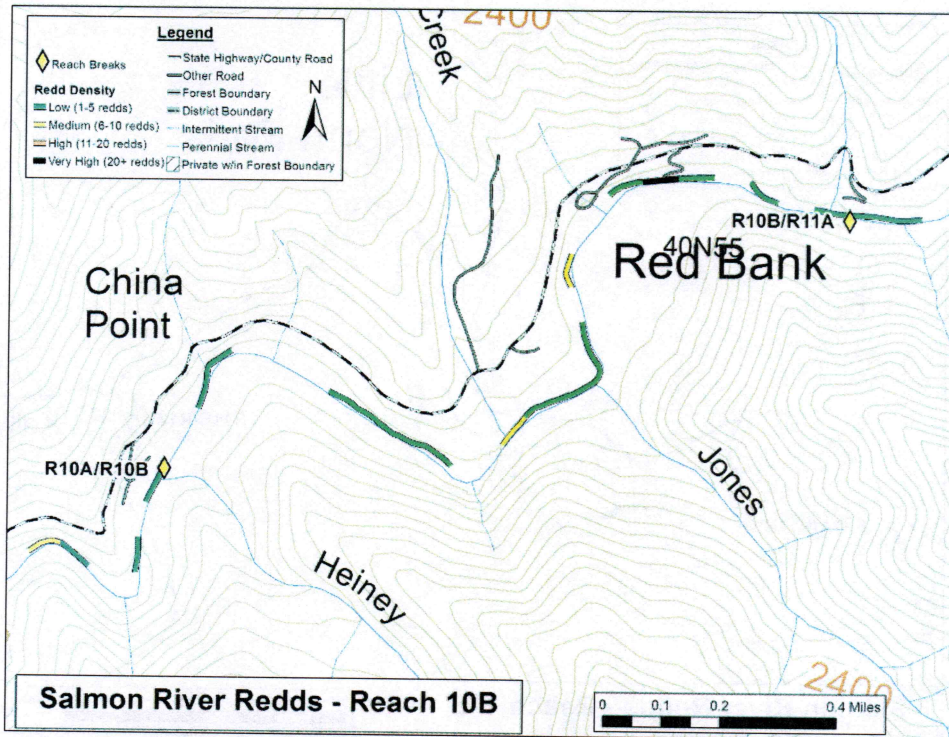 Creek
2400
Legend
Reach Breaks
Redd Density
Low (1-5 redds)
Medium (6-10 redds)
High (11-20 redds)
Very High (20+ redds)
State Highway/County Road
Other Road
Forest Boundary
District Boundary
Intermittent Stream
Perennial Stream
Private w/in Forest Boundary
N
R10B/R11A
40N55
Red Bank
China
Point
R10A/R10B
Jones
Heiney
2400
Salmon River Redds - Reach 10B
0 0.1 0.2 0.4 Miles